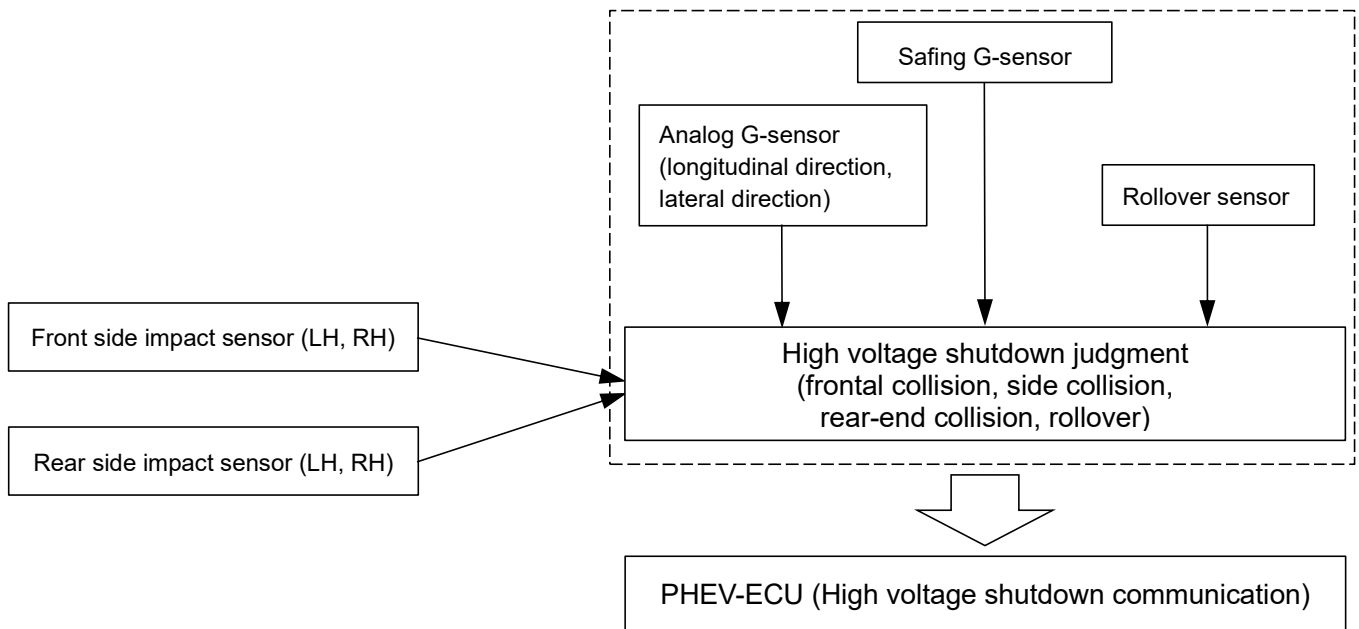 Safing G-sensor
Analog G-sensor
(longitudinal direction,
lateral direction)
Rollover sensor
Front side impact sensor (LH, RH)
High voltage shutdown judgment
(frontal collision, side collision,
rear-end collision, rollover)
Rear side impact sensor (LH, RH)
PHEV-ECU (High voltage shutdown communication)